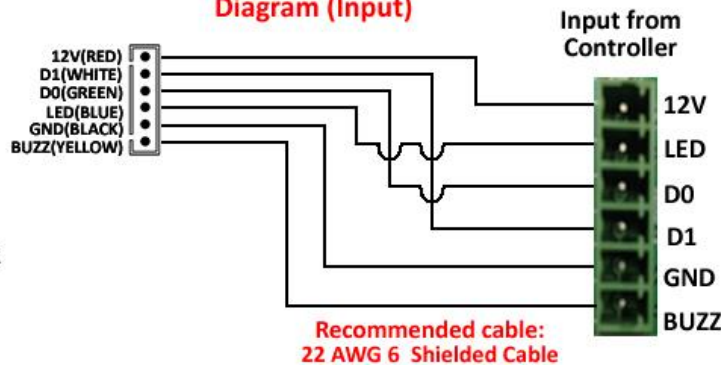 Diagram (Input)
Input from
Controller
12V(RED)
D1(WHITE)
D0(GREEN)
LED(BLUE)
GND(BLACK)
BUZZ(YELLOW)
12V
LED
D0
D1
GND
BUZZ
Recommended cable:
22 AWG 6 Shielded Cable